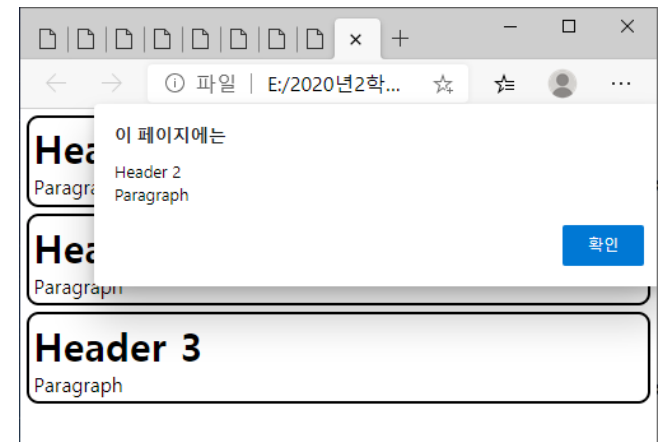 파일 E:/2020년2학...
이 페이지에는
Header 2
Paragraph
확인
Hea
Paragra
Hea
Paragraph
Header 3
Paragraph